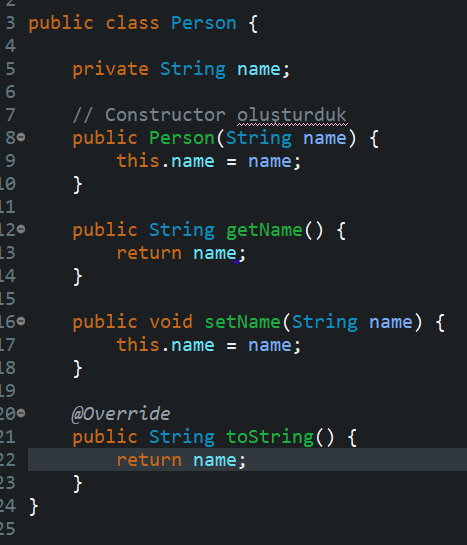 3 public class Person {
4
5 private String name;
6
7 // Constructor olusturduk
8 public Person(String name) {
9 this.name = name;
10 }
11
12 public String getName() {
13 return name;
14 }
15
16 public void setName(String name) {
17 this.name = name;
18 }
19
20 @Override
21 public String toString() {
22 return name;
23 }
24 }
25